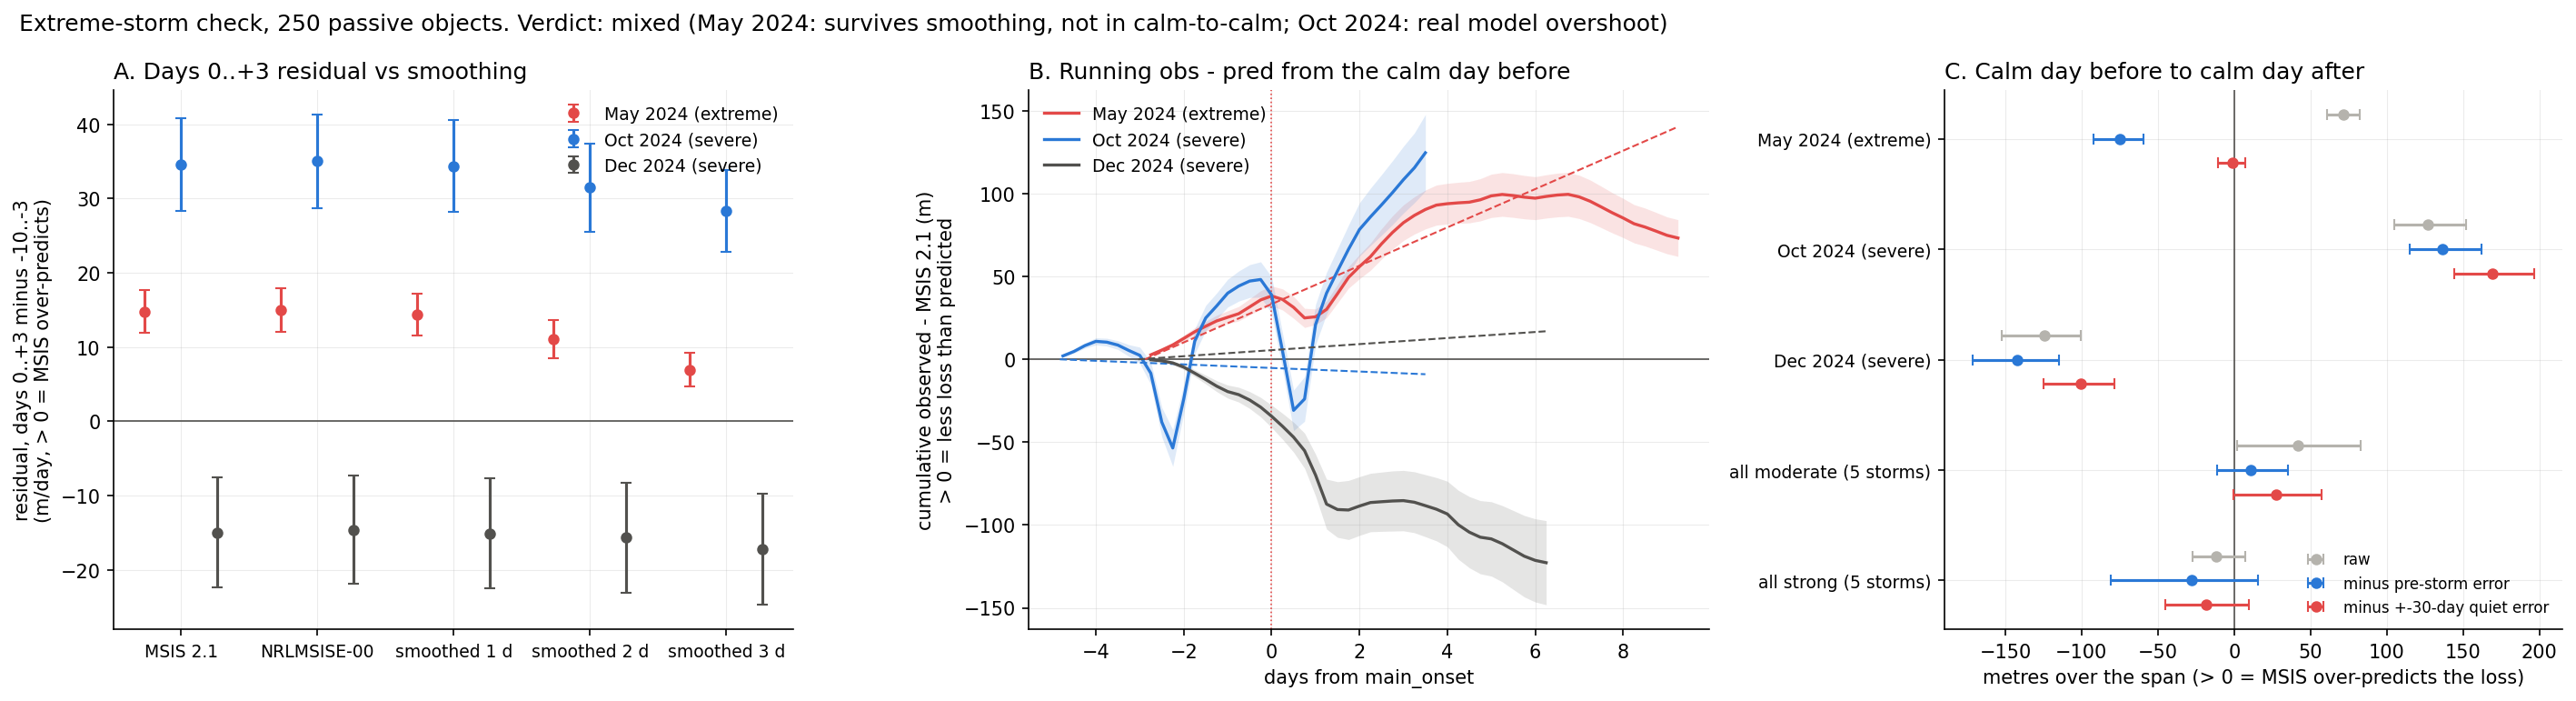 Extreme-storm check, 250 passive objects. Verdict: mixed (May 2024: survives smoothing, not in calm-to-calm; Oct 2024: real model overshoot)
A. Days 0..+3 residual vs smoothing
residual, days 0..+3 minus -10..-3
(m/day, > 0 = MSIS over-predicts)
40
30
20
10
0
−10
−20
May 2024 (extreme)
Oct 2024 (severe)
Dec 2024 (severe)
MSIS 2.1
NRLMSISE-00
smoothed 1 d
smoothed 2 d
smoothed 3 d
B. Running obs - pred from the calm day before
cumulative observed - MSIS 2.1 (m)
> 0 = less loss than predicted
150
100
50
0
−50
−100
−150
May 2024 (extreme)
Oct 2024 (severe)
Dec 2024 (severe)
−4
−2
0
2
4
6
8
days from main_onset
C. Calm day before to calm day after
May 2024 (extreme)
Oct 2024 (severe)
Dec 2024 (severe)
all moderate (5 storms)
all strong (5 storms)
raw
minus pre-storm error
minus +-30-day quiet error
−150
−100
−50
0
50
100
150
200
metres over the span (> 0 = MSIS over-predicts the loss)